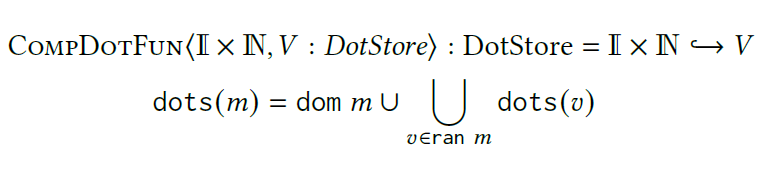 COMPDOTFUN⟨𝕀 × ℕ, V : DotStore⟩ : DotStore = 𝕀 × ℕ ↪ V
dots(m) = dom m ∪ ⋃ dots(v)
v∈ran m